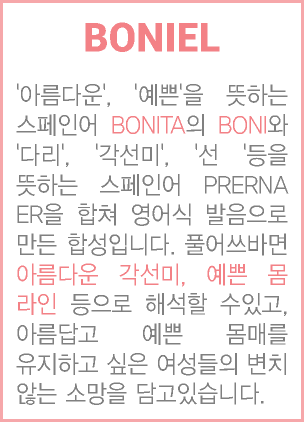 BONIEL
'아름다운', '예쁜'을 뜻하는
스페인어 BONITA의 BONI와
'다리', '각선미', '선 '등을
뜻하는 스페인어 PRERNA
ER을 합쳐 영어식 발음으로
만든 합성입니다. 풀어쓰바면
아름다운 각선미, 예쁜 몸
라인 등으로 해석할 수있고,
아름답고 예쁜 몸매를
유지하고 싶은 여성들의 변치
않는 소망을 담고있습니다.